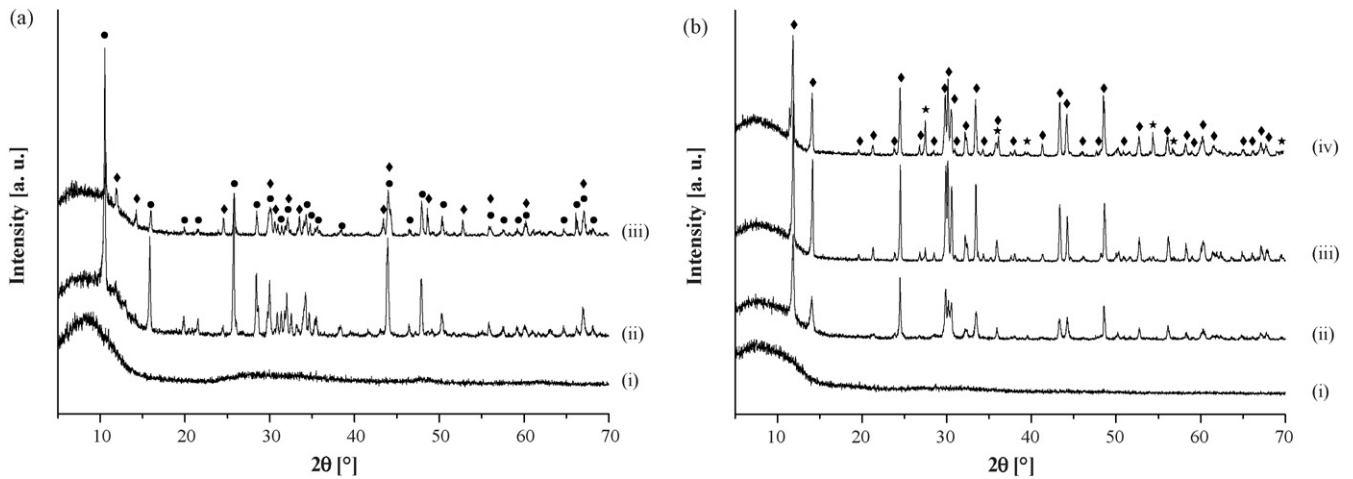 (a)
Intensity [a. u.]
(iii)
(ii)
(i)
10 20 30 40 50 60 70
2θ [°]
(b)
Intensity [a. u.]
(iv)
(iii)
(ii)
(i)
10 20 30 40 50 60 70
2θ [°]